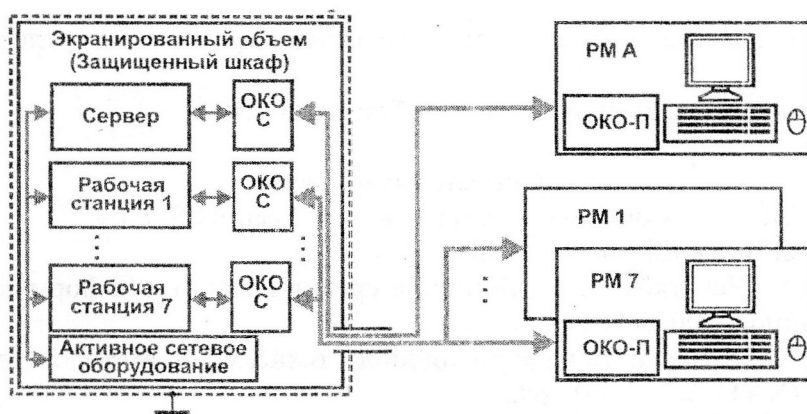 Экранированный объем
(Защищенный шкаф)
Сервер
ОКО
С
Рабочая
станция 1
ОКО
С
Рабочая
станция 7
ОКО
С
Активное сетевое
оборудование
РМ А
ОКО-П
РМ 1
РМ 7
ОКО-П